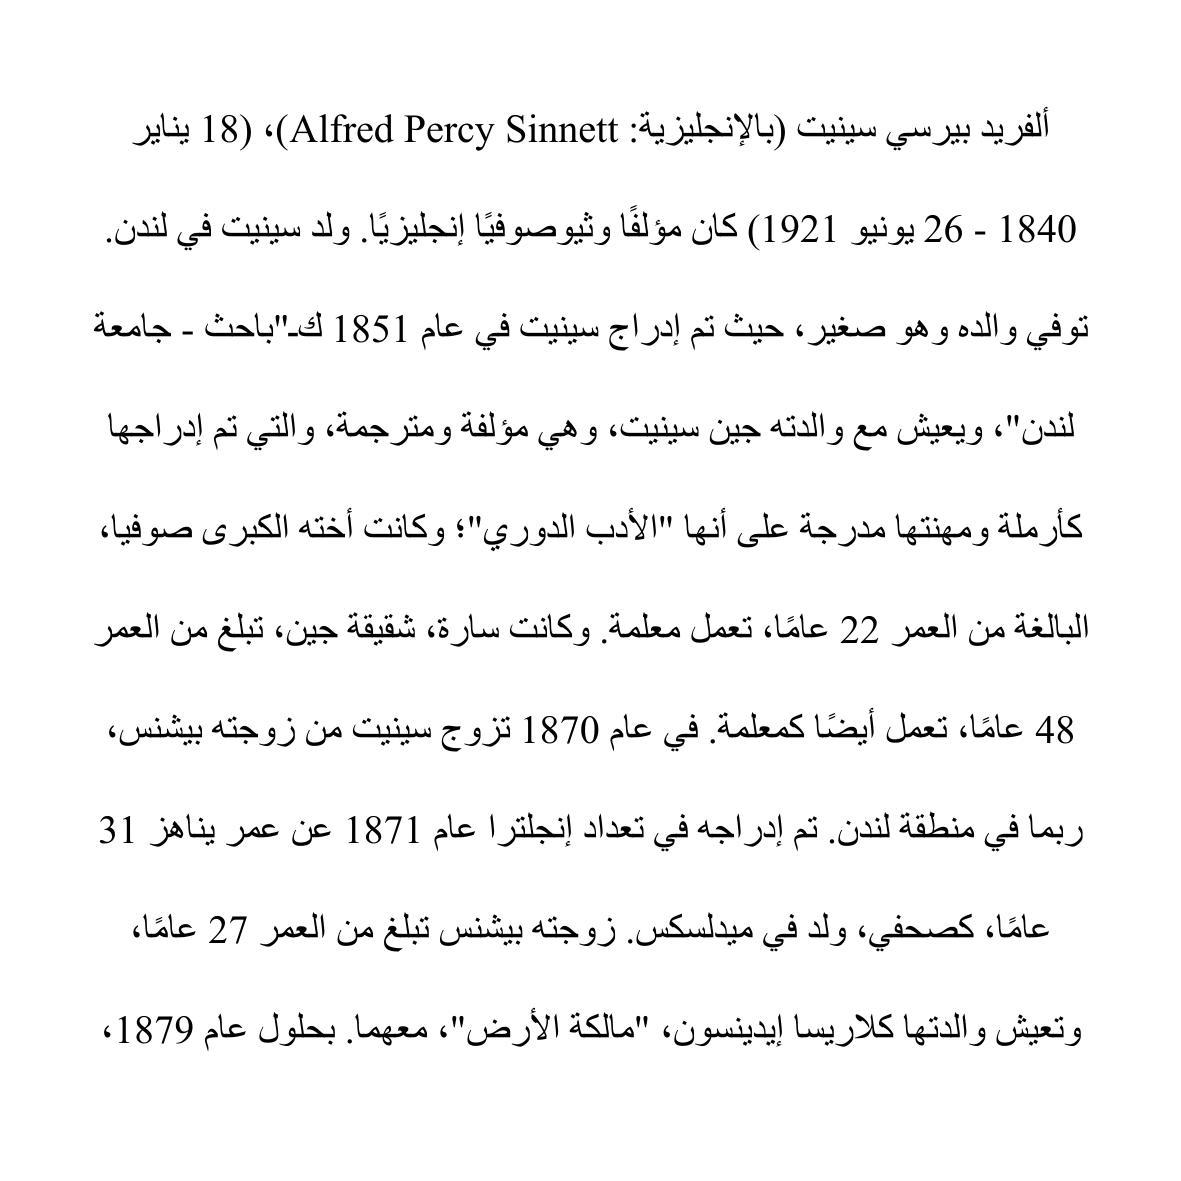 ألفريد بيرسي سينيت (بالإنجليزية: Alfred Percy Sinnett)‏، (18 يناير
1840 - 26 يونيو 1921) كان مؤلفًا وثيوصوفيًا إنجليزيًا. ولد سينيت في لندن.
توفي والده وهو صغير، حيث تم إدراج سينيت في عام 1851 كـ"باحث - جامعة
لندن"، ويعيش مع والدته جين سينيت، وهي مؤلفة ومترجمة، والتي تم إدراجها
كأرملة ومهنتها مدرجة على أنها "الأدب الدوري"؛ وكانت أخته الكبرى صوفيا،
البالغة من العمر 22 عامًا، تعمل معلمة. وكانت سارة، شقيقة جين، تبلغ من العمر
48 عامًا، تعمل أيضًا كمعلمة. في عام 1870 تزوج سينيت من زوجته بيشنس،
ربما في منطقة لندن. تم إدراجه في تعداد إنجلترا عام 1871 عن عمر يناهز 31
عامًا، كصحفي، ولد في ميدلسكس. زوجته بيشنس تبلغ من العمر 27 عامًا،
وتعيش والدتها كلاريسا إيدينسون، "مالكة الأرض"، معهما. بحلول عام 1879،